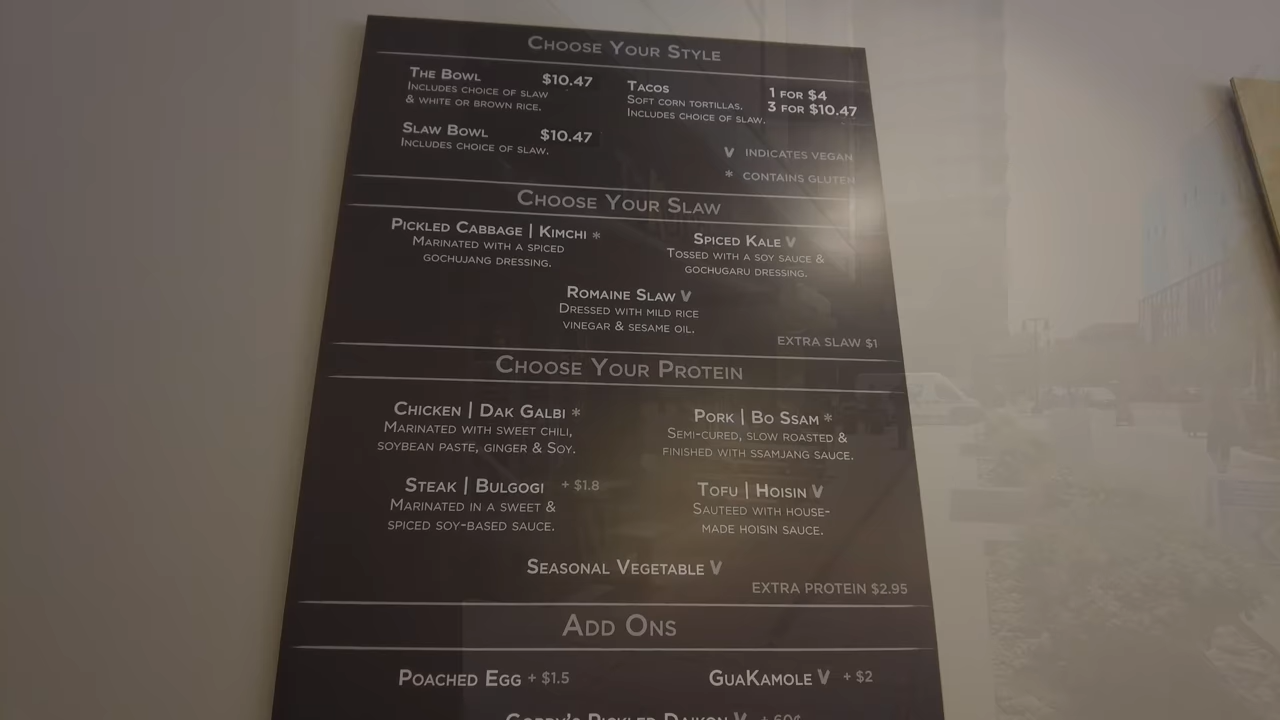 CHOOSE YOUR STYLE
THE BOWL $10.47
INCLUDES CHOICE OF SLAW
& WHITE OR BROWN RICE.
TACOS 1 FOR $4
SOFT CORN TORTILLAS. 3 FOR $10.47
INCLUDES CHOICE OF SLAW.
SLAW BOWL $10.47
INCLUDES CHOICE OF SLAW.
V INDICATES VEGAN
* CONTAINS GLUTEN
CHOOSE YOUR SLAW
PICKLED CABBAGE | KIMCHI *
MARINATED WITH A SPICED
GOCHUJANG DRESSING.
SPICED KALE V
TOSSED WITH A SOY SAUCE &
GOCHUGARU DRESSING.
ROMAINE SLAW V
DRESSED WITH MILD RICE
VINEGAR & SESAME OIL.
EXTRA SLAW $1
CHOOSE YOUR PROTEIN
CHICKEN | DAK GALBI *
MARINATED WITH SWEET CHILI,
SOYBEAN PASTE, GINGER & SOY.
PORK | BO SSAM *
SEMI-CURED, SLOW ROASTED &
FINISHED WITH SSAMJANG SAUCE.
STEAK | BULGOGI + $1.8
MARINATED IN A SWEET &
SPICED SOY-BASED SAUCE.
TOFU | HOISIN V
SAUTEED WITH HOUSE-
MADE HOISIN SAUCE.
SEASONAL VEGETABLE V
EXTRA PROTEIN $2.95
ADD ONS
POACHED EGG + $1.5
GUAKAMOLE V + $2
PICKLED DAIKON V + 60¢